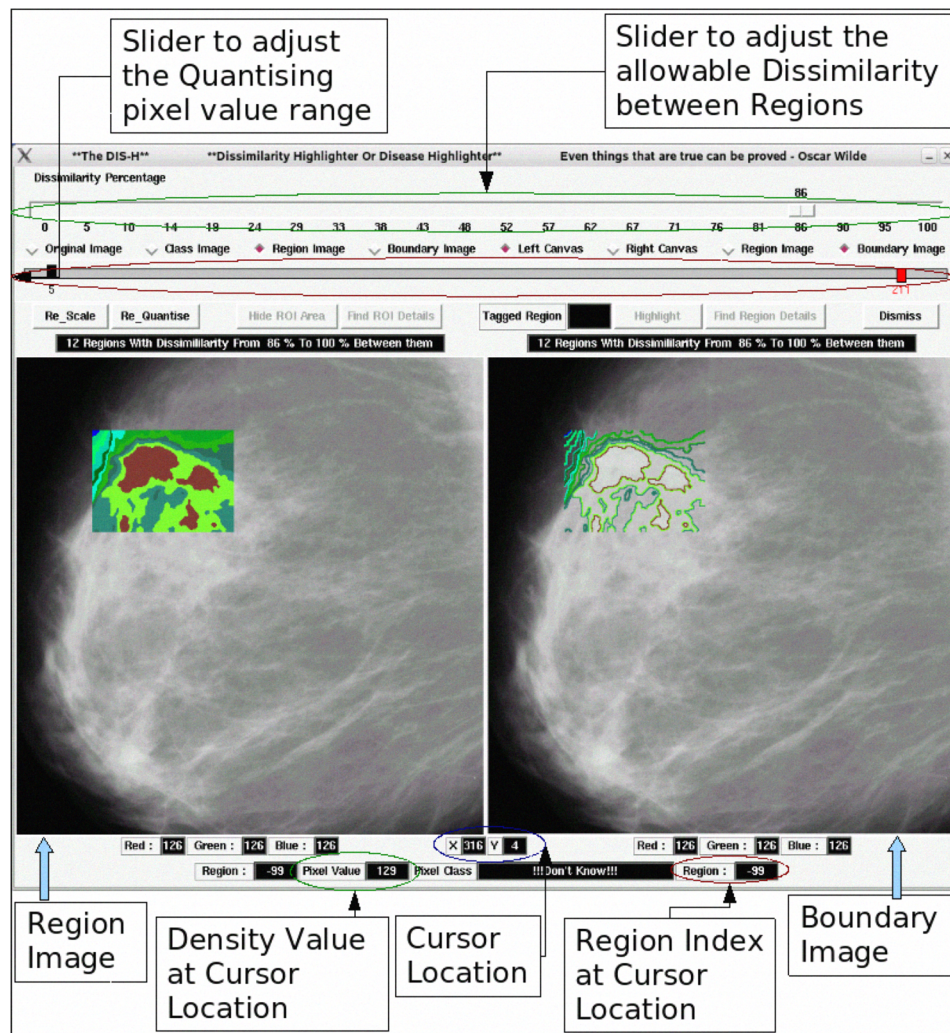 Slider to adjust
the Quantising
pixel value range
Slider to adjust the
allowable Dissimilarity
between Regions
X **The DIS-H** **Dissimilarity Highlighter Or Disease Highlighter** Even things that are true can be proved - Oscar Wilde
Dissimilarity Percentage
86
0 5 10 14 19 24 29 33 38 43 48 52 57 62 67 71 76 81 86 90 95 100
Original Image Class Image Region Image Boundary Image Left Canvas Right Canvas Region Image Boundary Image
5 211
Re_Scale Re_Quantise Hide ROI Area Find ROI Details Tagged Region Highlight Find Region Details Dismiss
12 Regions With Dissimililarity From 86 % To 100 % Between them 12 Regions With Dissimililarity From 86 % To 100 % Between them
Red : 126 Green : 126 Blue : 126 X 316 Y 4 Red : 126 Green : 126 Blue : 126
Region : -99 Pixel Value 129 Pixel Class !!!Don't Know!!! Region : -99
Region
Image
Density Value
at Cursor
Location
Cursor
Location
Region Index
at Cursor
Location
Boundary
Image